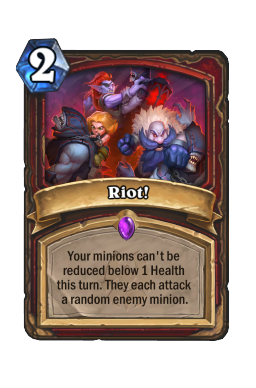 2
Riot!
Your minions can't be
reduced below 1 Health
this turn. They each attack
a random enemy minion.